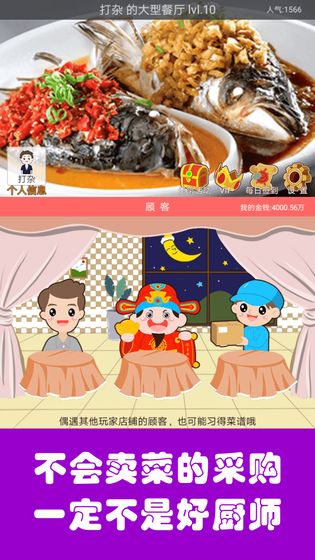 打杂 的大型餐厅 lvl.10
人气:1566
打杂
个人信息
每日签到
设 置
顾 客
我的金钱:4000.56万
偶遇其他玩家店铺的顾客，也可能习得菜谱哦
不会卖菜的采购
一定不是好厨师